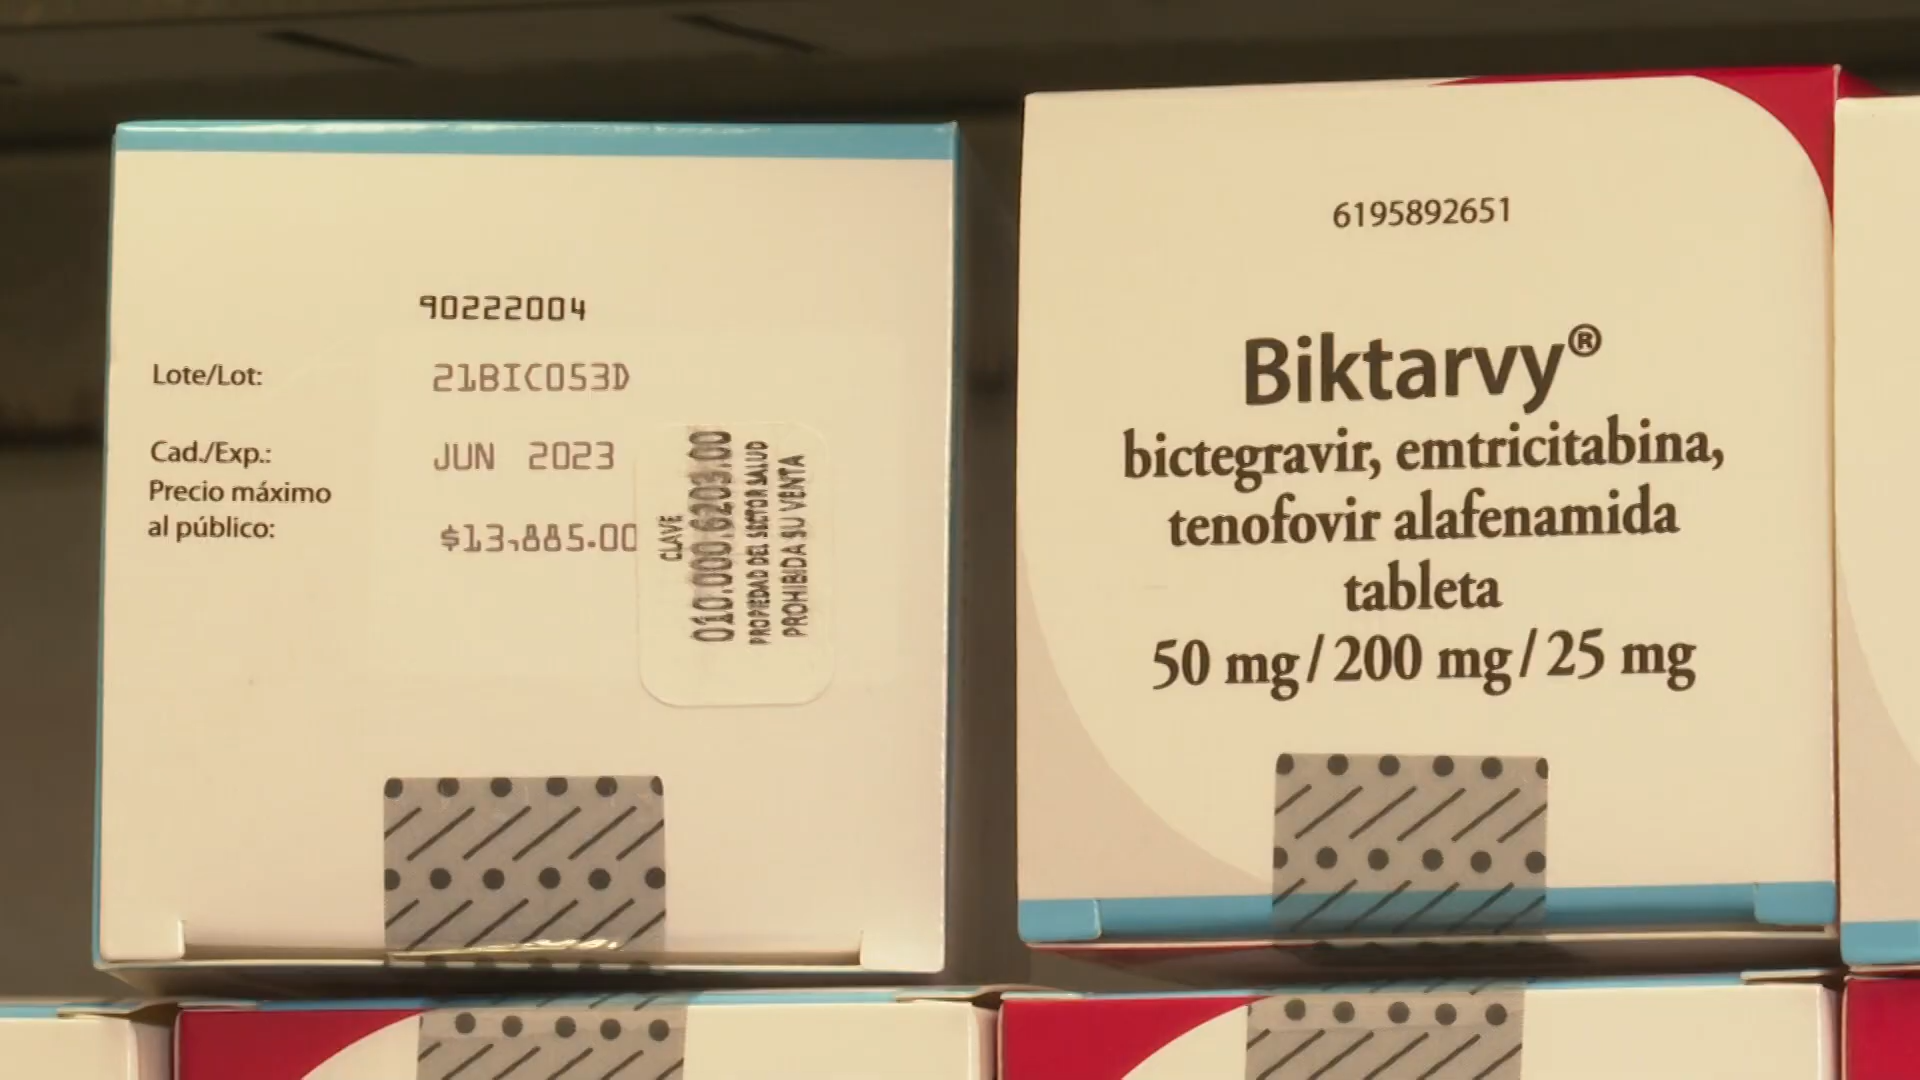 90222004
Lote/Lot: 21BIC053D
Cad./Exp.: JUN 2023
Precio máximo
al público: $13,885.00
CLAVE
010.000.6203.00
PROPIEDAD DEL SECTOR SALUD
PROHIBIDA SU VENTA
6195892651
Biktarvy®
bictegravir, emtricitabina,
tenofovir alafenamida
tableta
50 mg/200 mg/25 mg